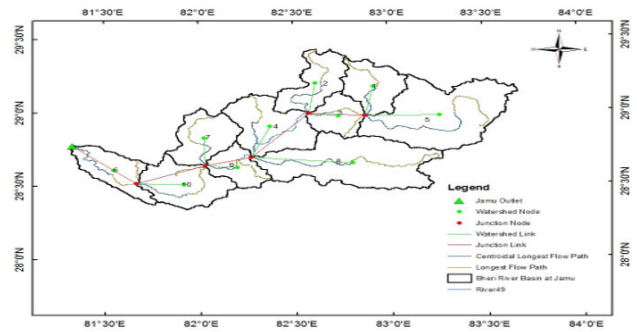 81°30'E 82°0'E 82°30'E 83°0'E 83°30'E 84°0'E
29°30'N
29°0'N
28°30'N
28°0'N
29°30'N
29°0'N
28°30'N
28°0'N
2
3
5
4
7
9
8
Legend
Jamu Outlet
Watershed Node
Junction Node
Watershed Link
Junction Link
Centroidal Longest Flow Path
Longest Flow Path
Bheri River Basin at Jamu
River49
81°30'E 82°0'E 82°30'E 83°0'E 83°30'E 84°0'E